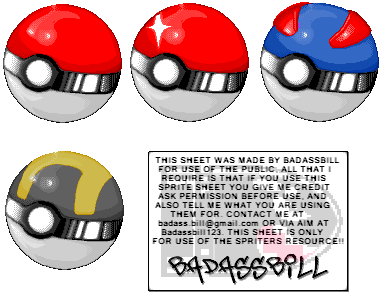 THIS SHEET WAS MADE BY BADASSBILL
FOR USE OF THE PUBLIC. ALL THAT I
REQUIRE IS THAT IF YOU USE THIS
SPRITE SHEET YOU GIVE ME CREDIT
ASK PERMISSION BEFORE USE, AND
ALSO TELL ME WHAT YOU ARE USING
THEM FOR. CONTACT ME AT
badass.bill@gmail.com OR VIA AIM AT
Badassbill123. THIS SHEET IS ONLY
FOR USE OF THE SPRITERS RESOURCE!!
BADASSBILL